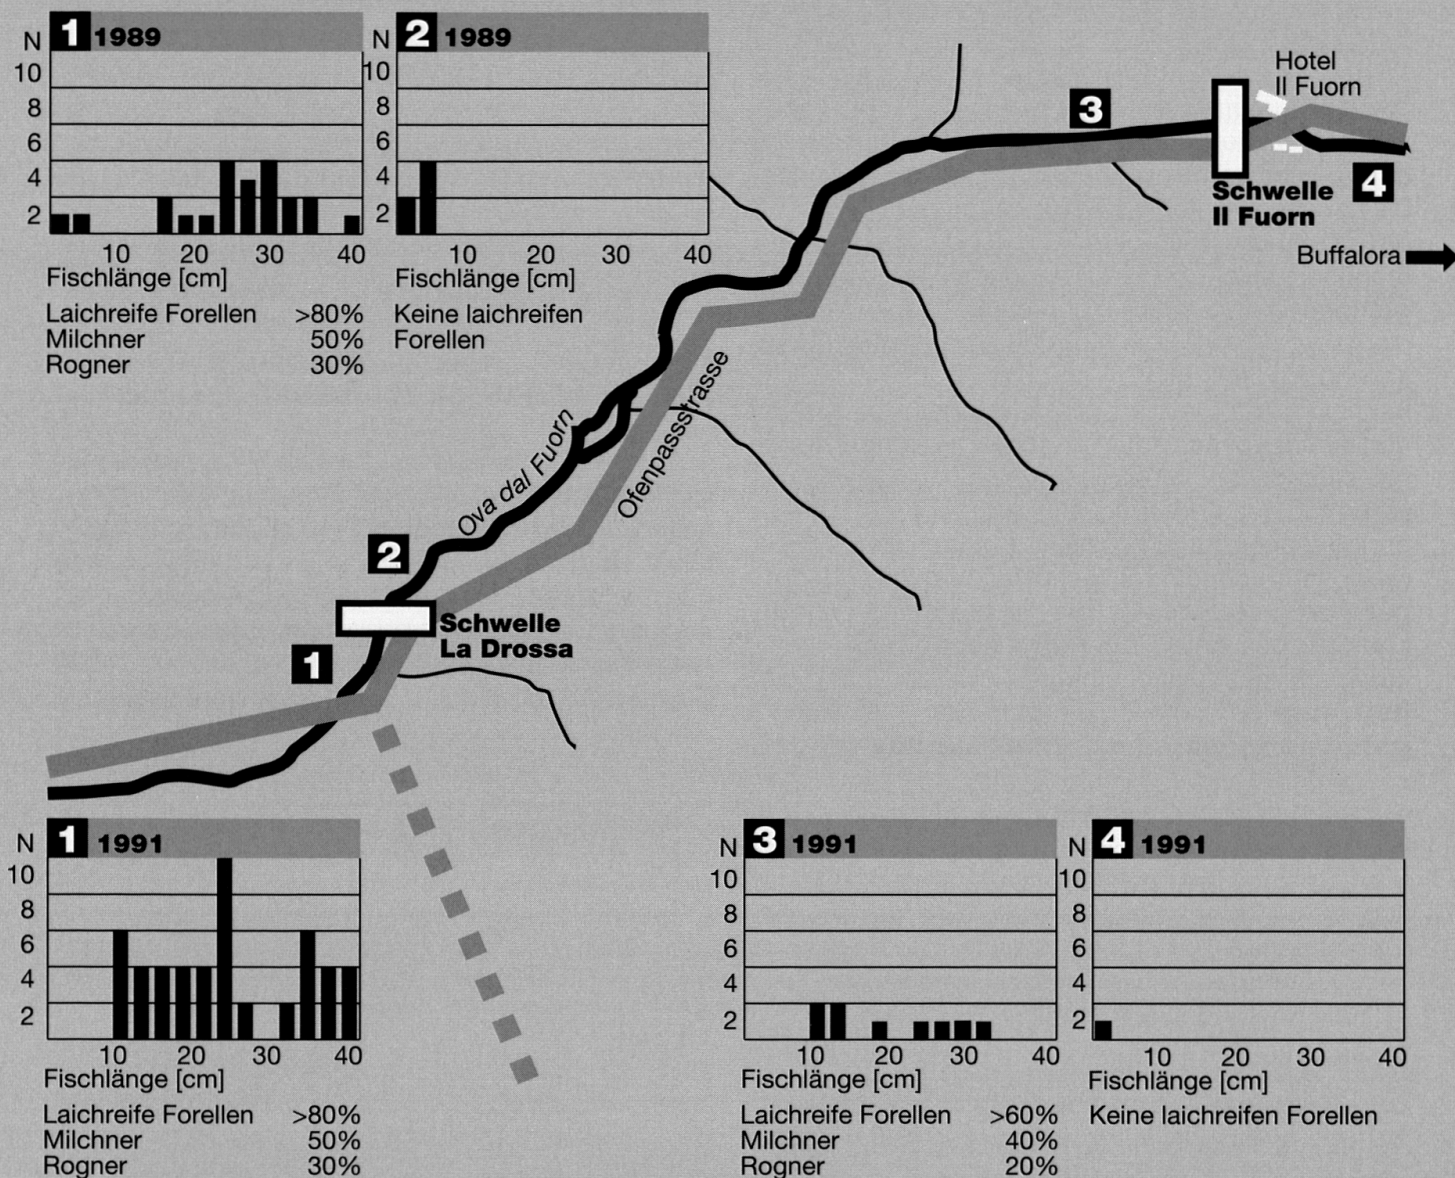 1 1989
N
10
8
6
4
2
10 20 30 40
Fischlänge [cm]
Laichreife Forellen >80%
Milchner 50%
Rogner 30%
2 1989
N
10
8
6
4
2
10 20 30 40
Fischlänge [cm]
Keine laichreifen
Forellen
Hotel
Il Fuorn
3
Schwelle
Il Fuorn
4
Buffalora
Ofenpassstrasse
Ova dal Fuorn
2
Schwelle
La Drossa
1
1 1991
N
10
8
6
4
2
10 20 30 40
Fischlänge [cm]
Laichreife Forellen >80%
Milchner 50%
Rogner 30%
3 1991
N
10
8
6
4
2
10 20 30 40
Fischlänge [cm]
Laichreife Forellen >60%
Milchner 40%
Rogner 20%
4 1991
N
10
8
6
4
2
10 20 30 40
Fischlänge [cm]
Keine laichreifen Forellen